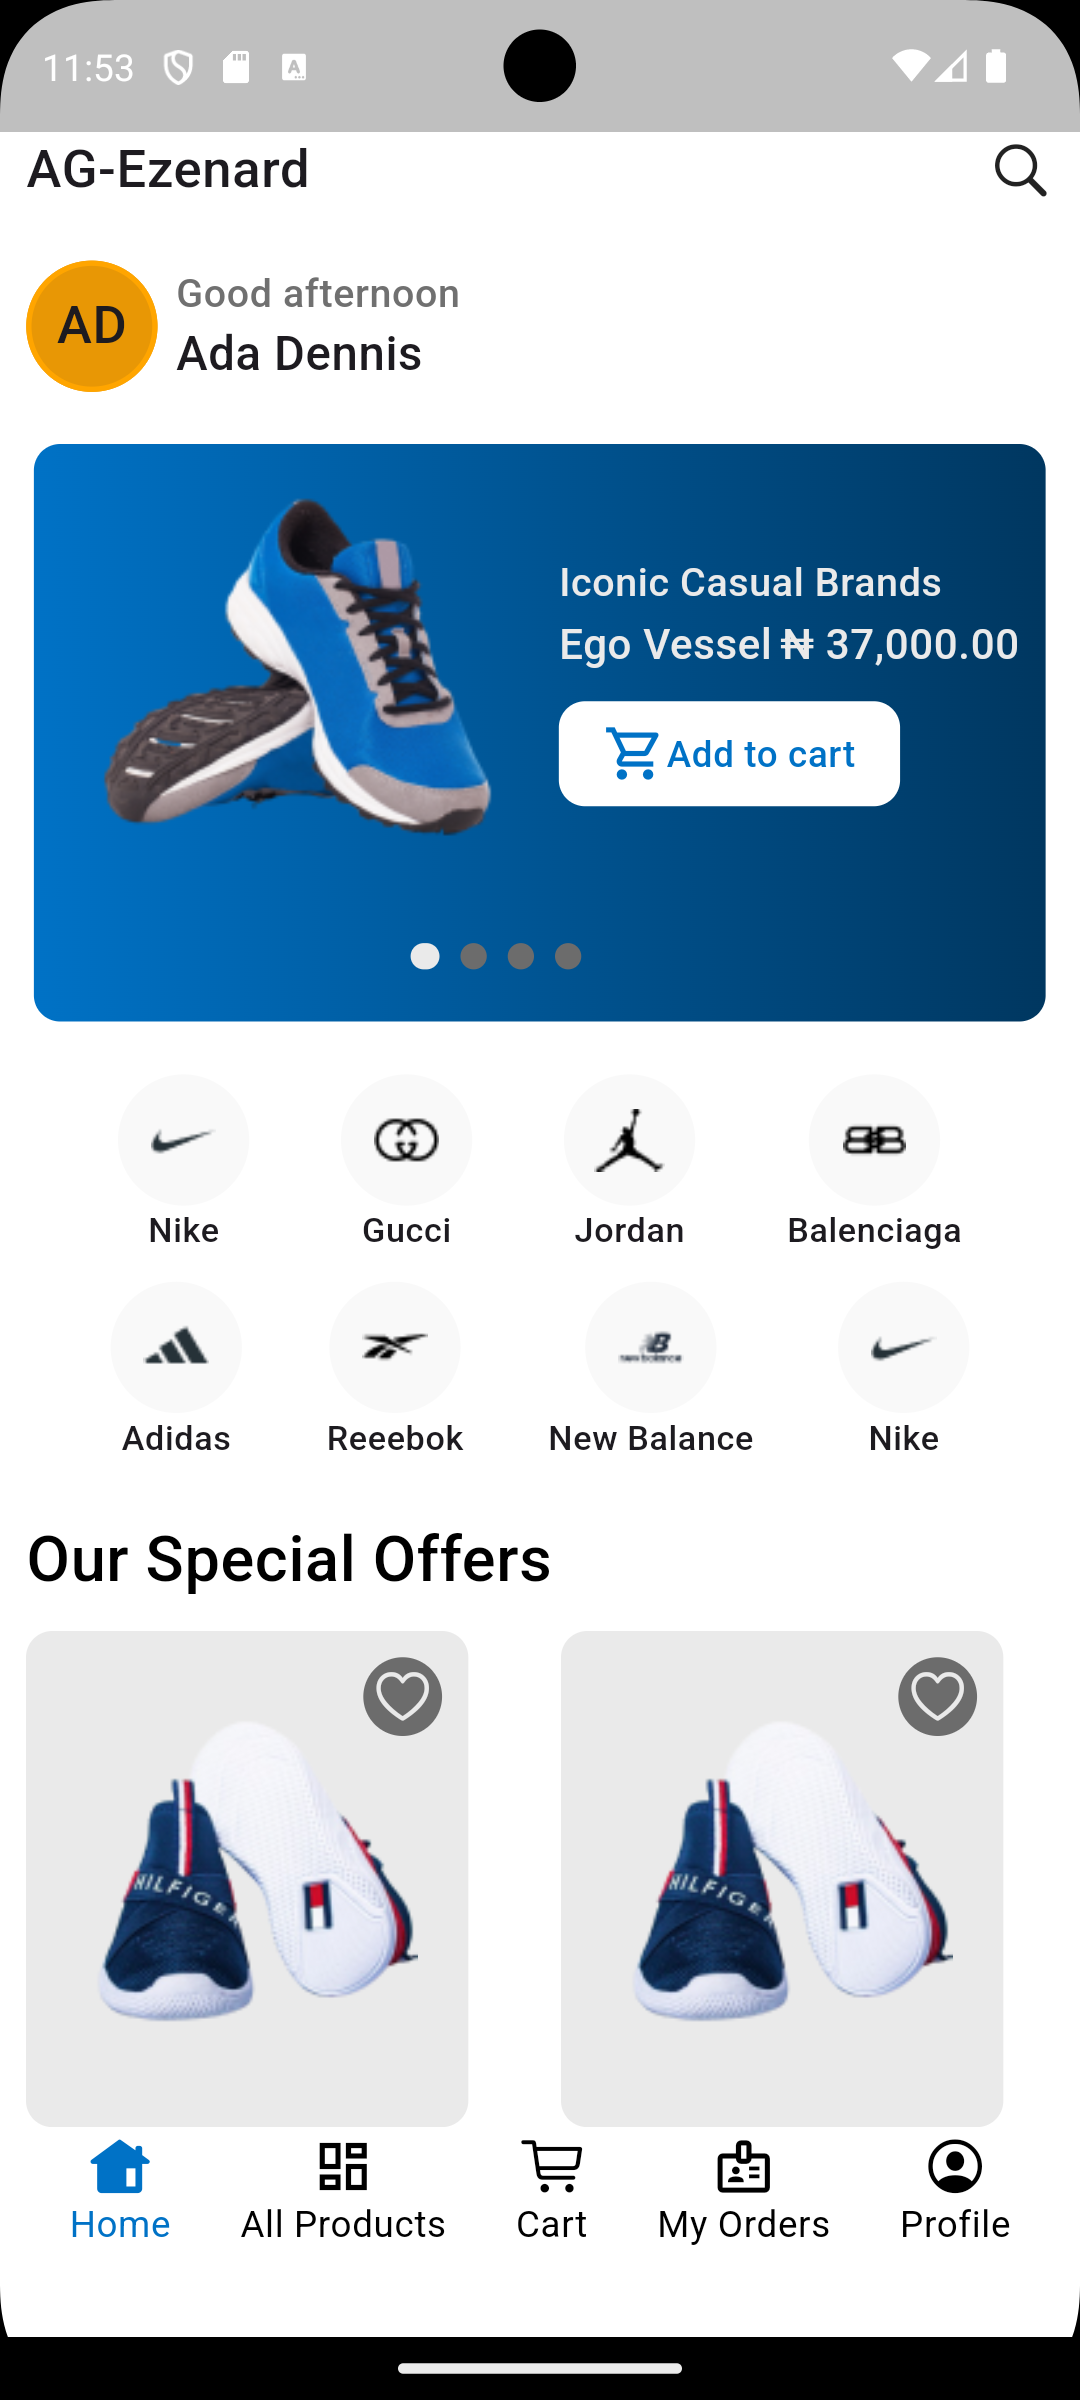 11:53
AG-Ezenard
AD
Good afternoon
Ada Dennis
Iconic Casual Brands
Ego Vessel ₦ 37,000.00
Add to cart
Nike Gucci Jordan Balenciaga
new balance
Adidas Reeebok New Balance Nike
Our Special Offers
HILFIGER HILFIGER
Home All Products Cart My Orders Profile